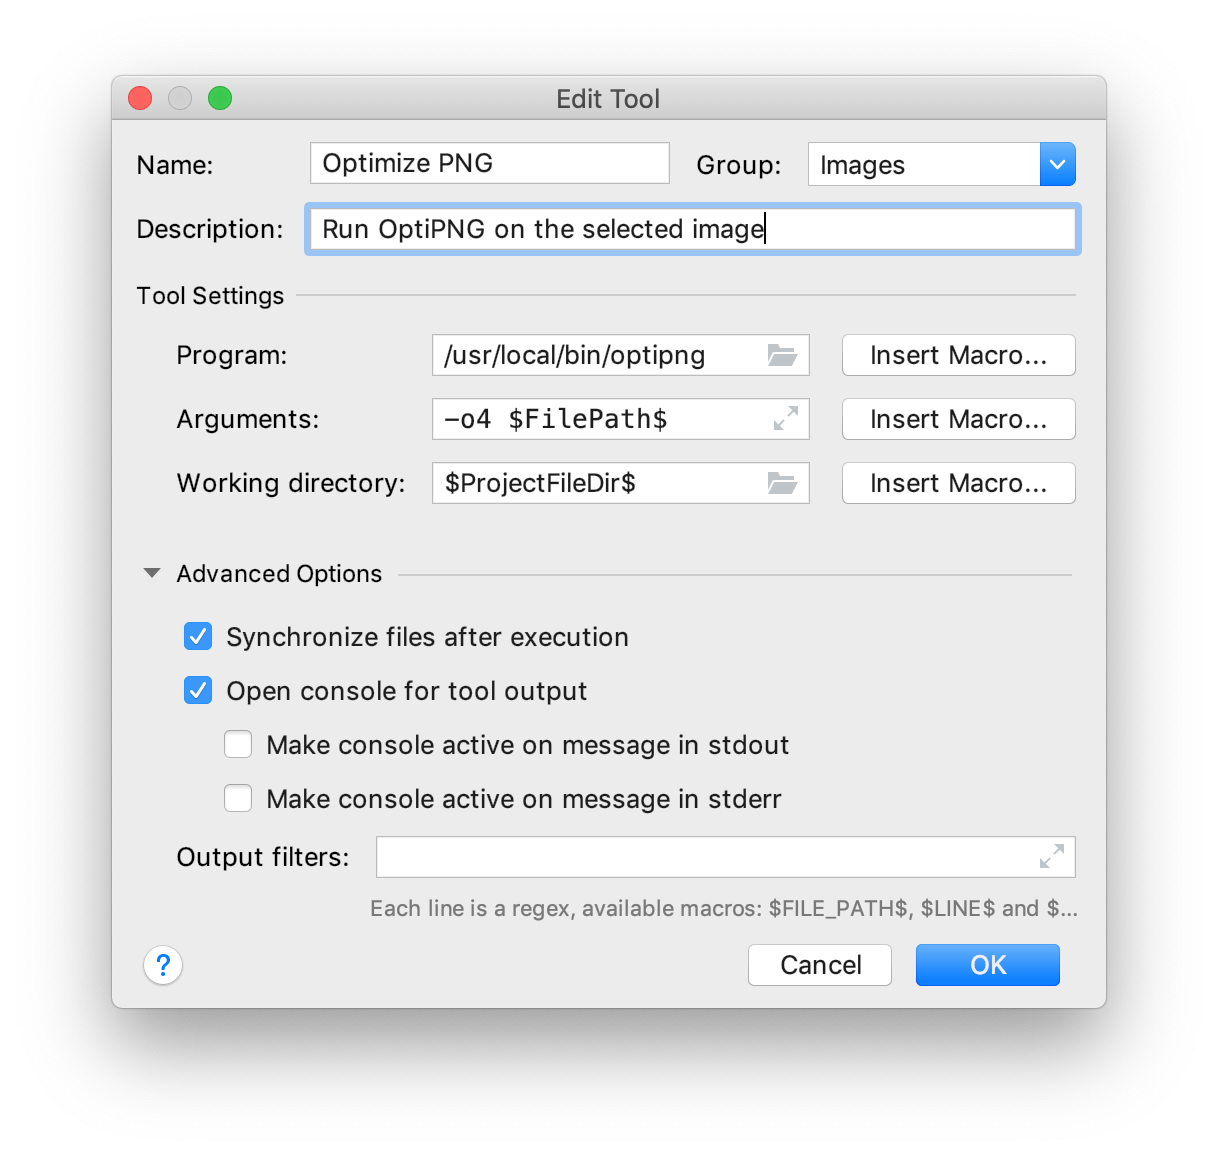 Edit Tool
Name: Optimize PNG Group: Images
Description: Run OptiPNG on the selected image
Tool Settings
Program: /usr/local/bin/optipng Insert Macro...
Arguments: -o4 $FilePath$ Insert Macro...
Working directory: $ProjectFileDir$ Insert Macro...
Advanced Options
Synchronize files after execution
Open console for tool output
Make console active on message in stdout
Make console active on message in stderr
Output filters:
Each line is a regex, available macros: $FILE_PATH$, $LINE$ and $...
? Cancel OK